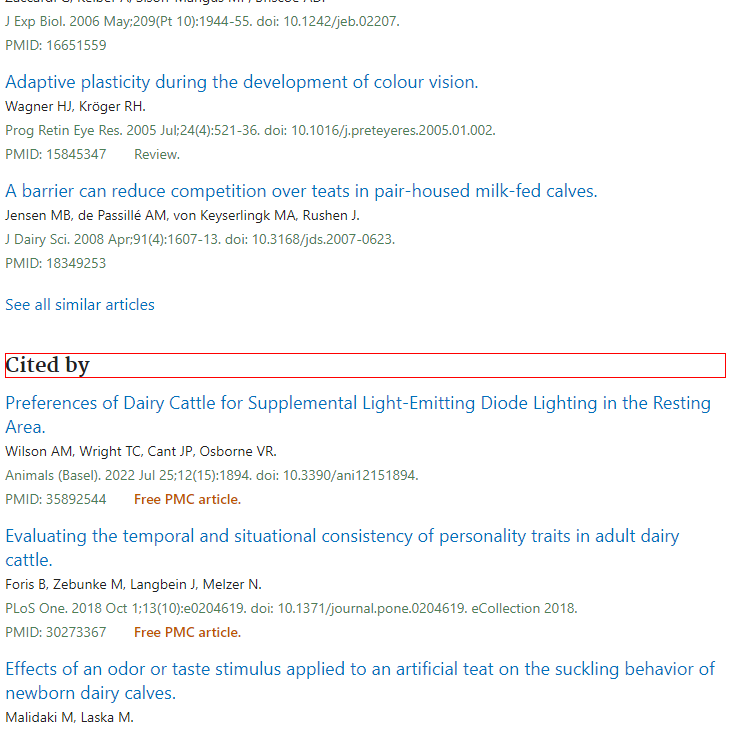 J Exp Biol. 2006 May;209(Pt 10):1944-55. doi: 10.1242/jeb.02207.
PMID: 16651559
Adaptive plasticity during the development of colour vision.
Wagner HJ, Kröger RH.
Prog Retin Eye Res. 2005 Jul;24(4):521-36. doi: 10.1016/j.preteyeres.2005.01.002.
PMID: 15845347 Review.
A barrier can reduce competition over teats in pair-housed milk-fed calves.
Jensen MB, de Passillé AM, von Keyserlingk MA, Rushen J.
J Dairy Sci. 2008 Apr;91(4):1607-13. doi: 10.3168/jds.2007-0623.
PMID: 18349253
See all similar articles
Cited by
Preferences of Dairy Cattle for Supplemental Light-Emitting Diode Lighting in the Resting
Area.
Wilson AM, Wright TC, Cant JP, Osborne VR.
Animals (Basel). 2022 Jul 25;12(15):1894. doi: 10.3390/ani12151894.
PMID: 35892544 Free PMC article.
Evaluating the temporal and situational consistency of personality traits in adult dairy
cattle.
Foris B, Zebunke M, Langbein J, Melzer N.
PLoS One. 2018 Oct 1;13(10):e0204619. doi: 10.1371/journal.pone.0204619. eCollection 2018.
PMID: 30273367 Free PMC article.
Effects of an odor or taste stimulus applied to an artificial teat on the suckling behavior of
newborn dairy calves.
Malidaki M, Laska M.